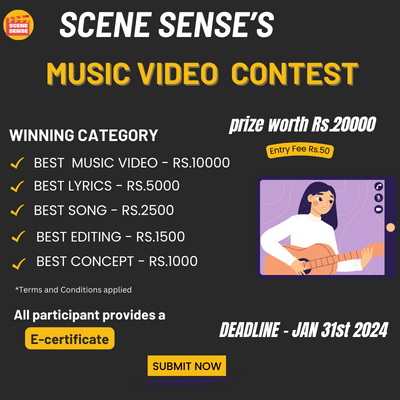 SCENE
SENSE
SCENE SENSE'S
MUSIC VIDEO CONTEST
prize worth Rs.20000
Entry Fee Rs.50
WINNING CATEGORY
BEST MUSIC VIDEO - RS.10000
BEST LYRICS - RS.5000
BEST SONG - RS.2500
BEST EDITING - RS.1500
BEST CONCEPT - RS.1000
*Terms and Conditions applied
All participant provides a
E-certificate
DEADLINE - JAN 31st 2024
SUBMIT NOW